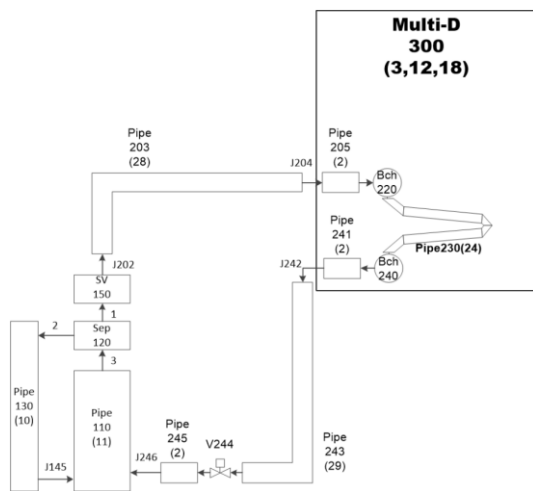 Multi-D
300
(3,12,18)
Pipe
203
(28)
J204
Pipe
205
(2)
Bch
220
Pipe
241
(2)
Pipe230(24)
J242
Bch
240
J202
SV
150
1
2
Sep
120
3
Pipe
130
(10)
Pipe
110
(11)
Pipe
245
(2)
V244
Pipe
243
(29)
J145
J246